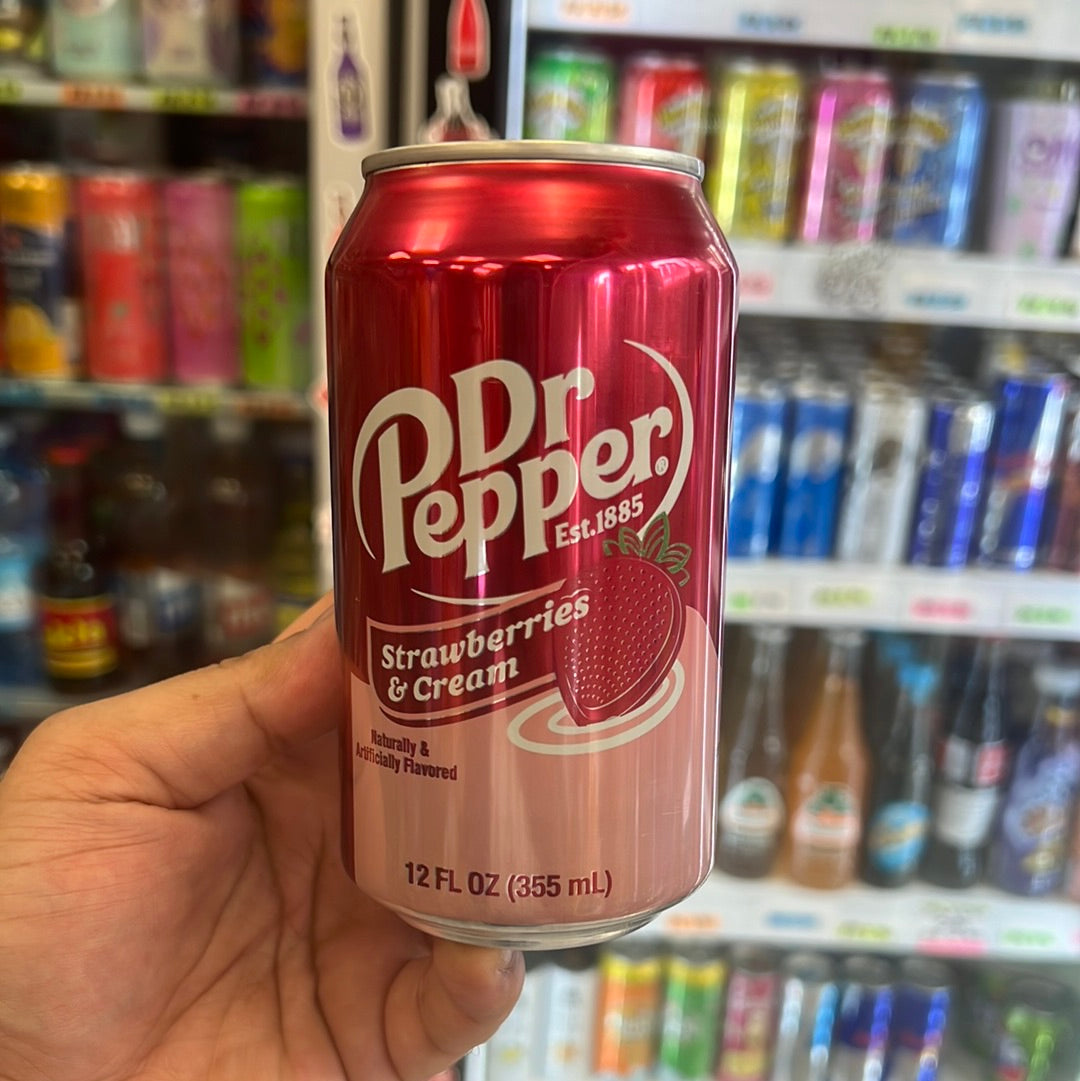 Dr
Pepper®
Est.1885
Strawberries
& Cream
Naturally &
Artificially Flavored
12 FL OZ (355 mL)